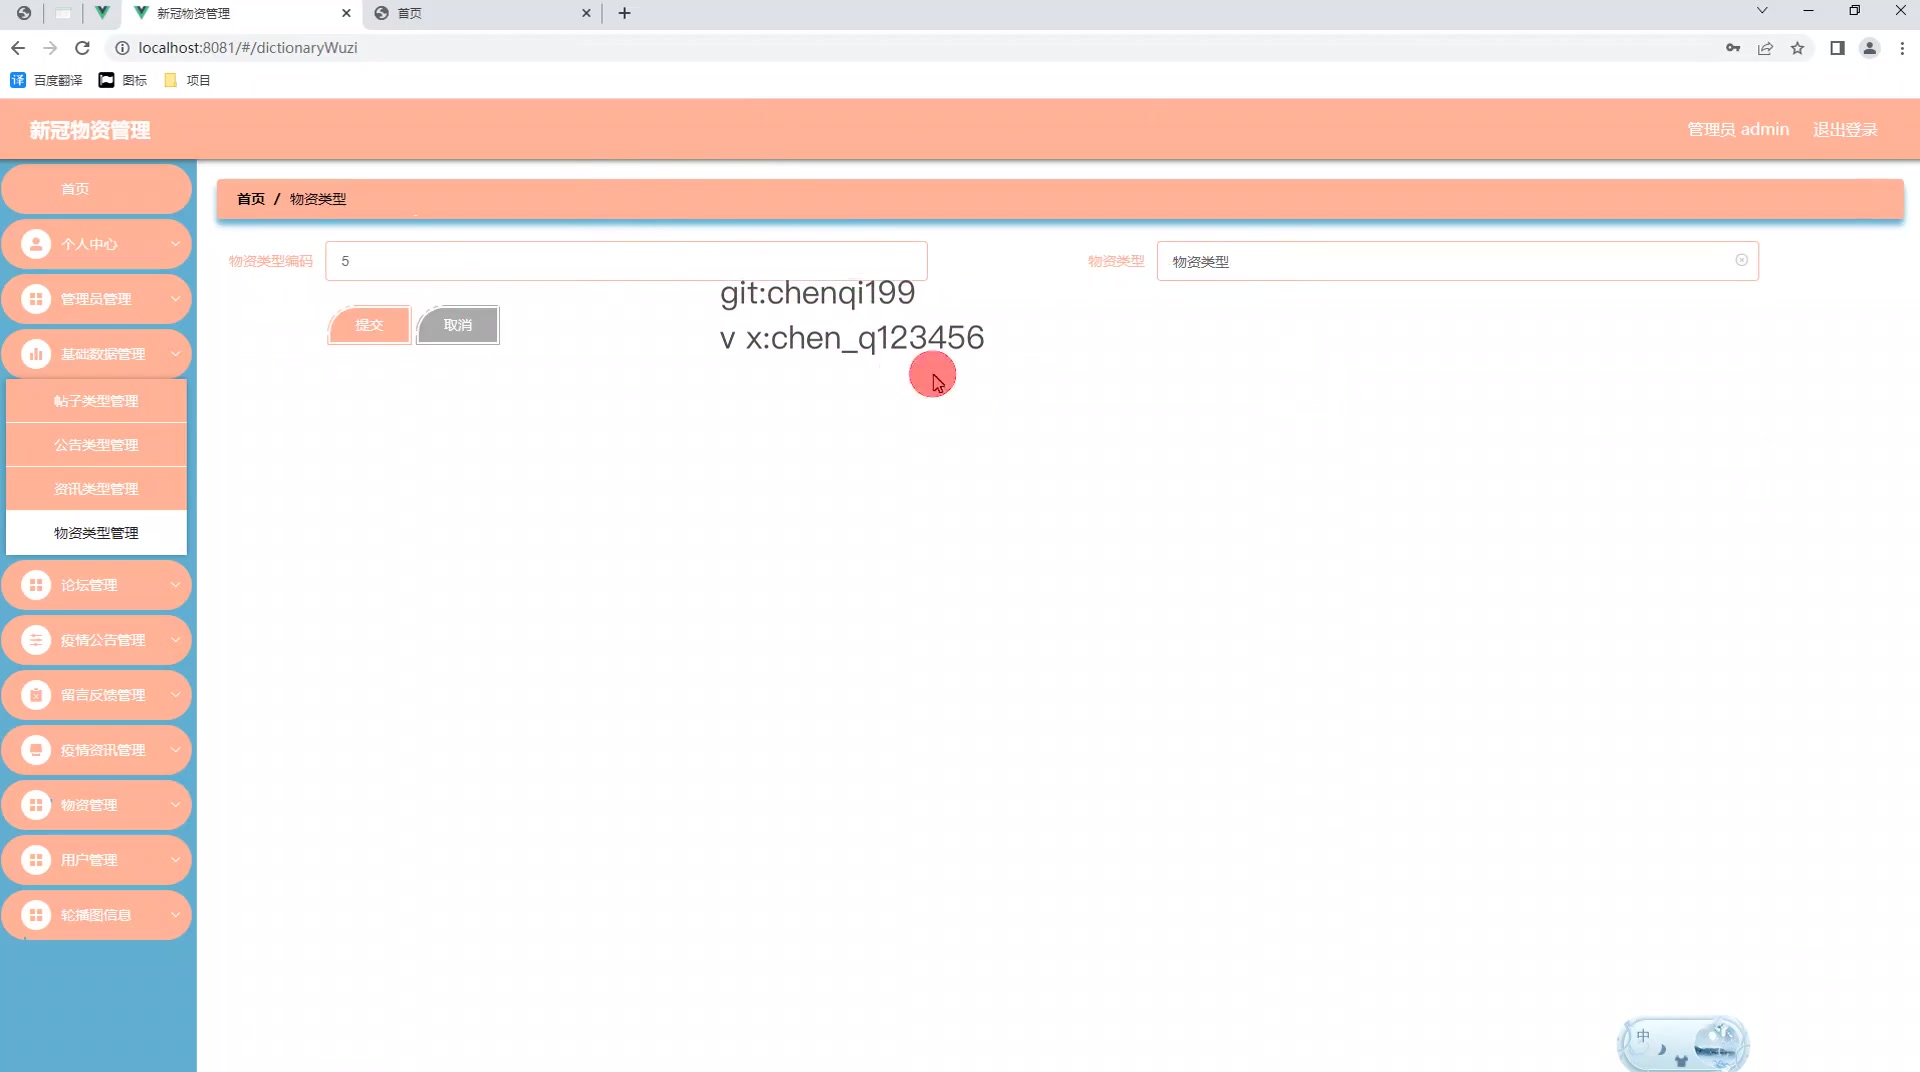 新冠物资管理
首页
localhost:8081/#/dictionaryWuzi
百度翻译
图标
项目
新冠物资管理
管理员 admin
退出登录
首页
个人中心
管理员管理
基础数据管理
帖子类型管理
公告类型管理
资讯类型管理
物资类型管理
论坛管理
疫情公告管理
留言反馈管理
疫情资讯管理
物资管理
用户管理
轮播图信息
首页 / 物资类型
物资类型编码
5
物资类型
物资类型
提交
取消
git:chenqi199
v x:chen_q123456
中